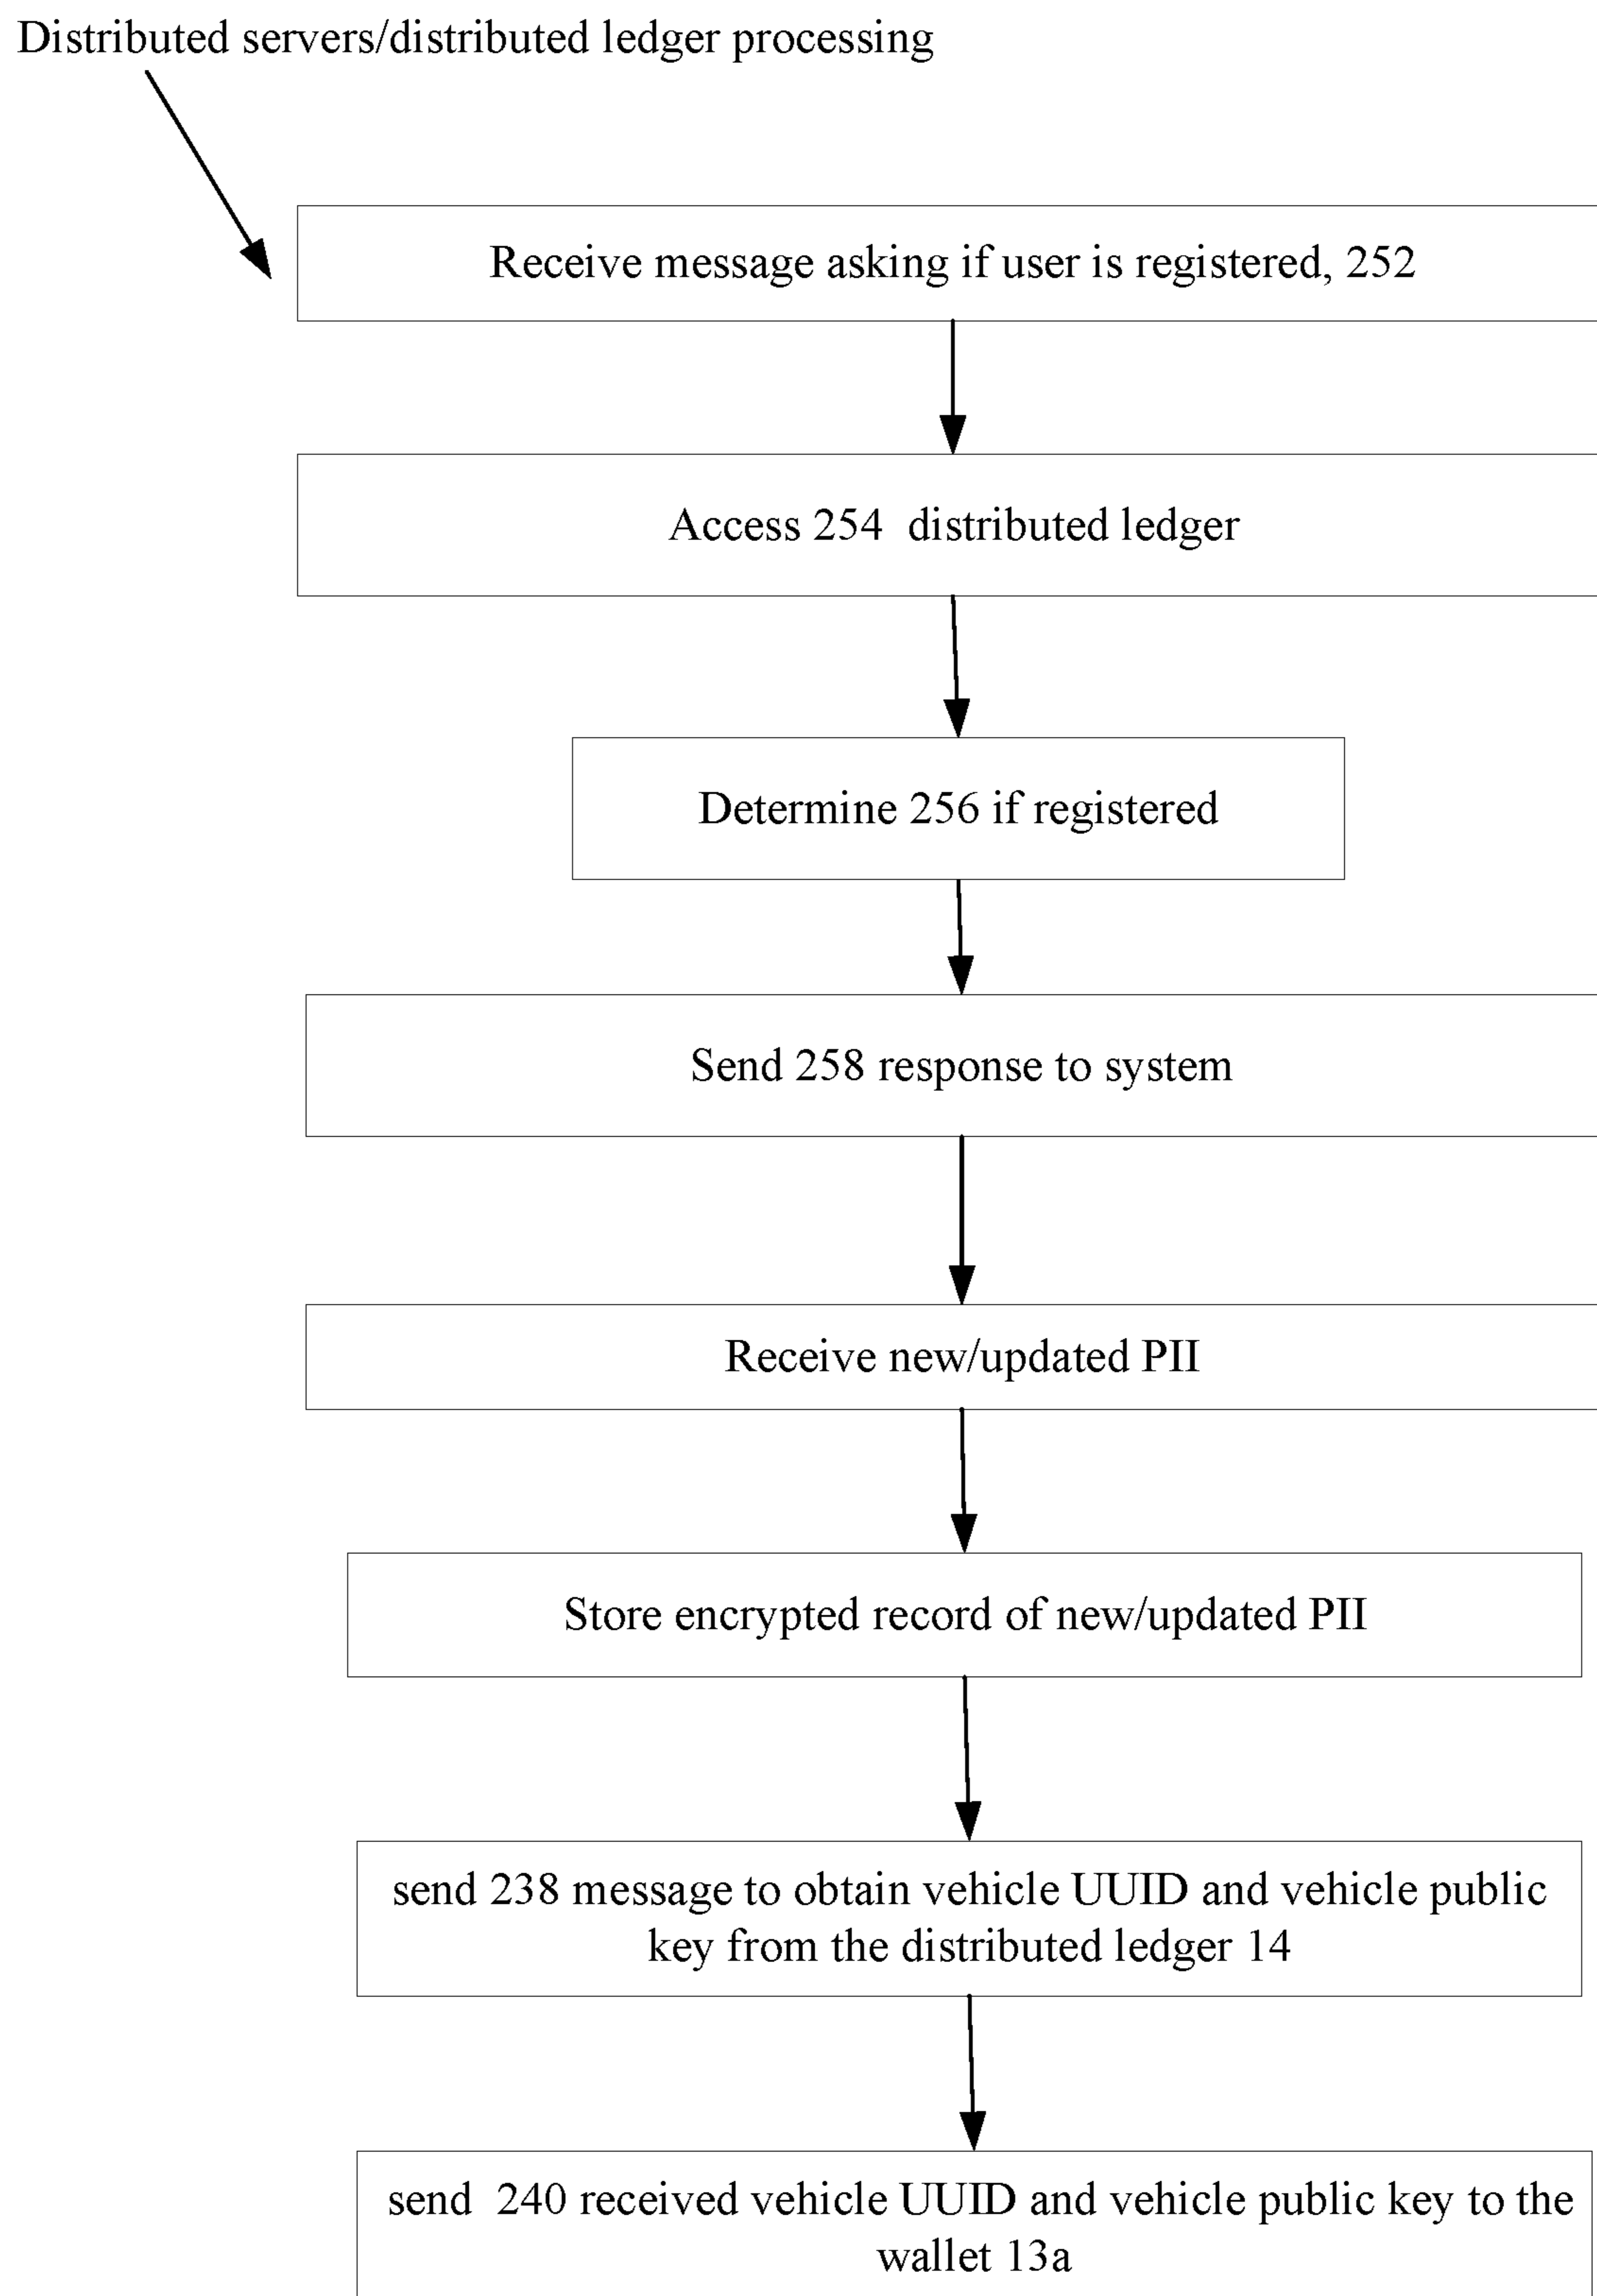 Distributed servers/distributed ledger processing
Receive message asking if user is registered, 252
Access 254 distributed ledger
Determine 256 if registered
Send 258 response to system
Receive new/updated PII
Store encrypted record of new/updated PII
send 238 message to obtain vehicle UUID and vehicle public
key from the distributed ledger 14
send 240 received vehicle UUID and vehicle public key to the
wallet 13a